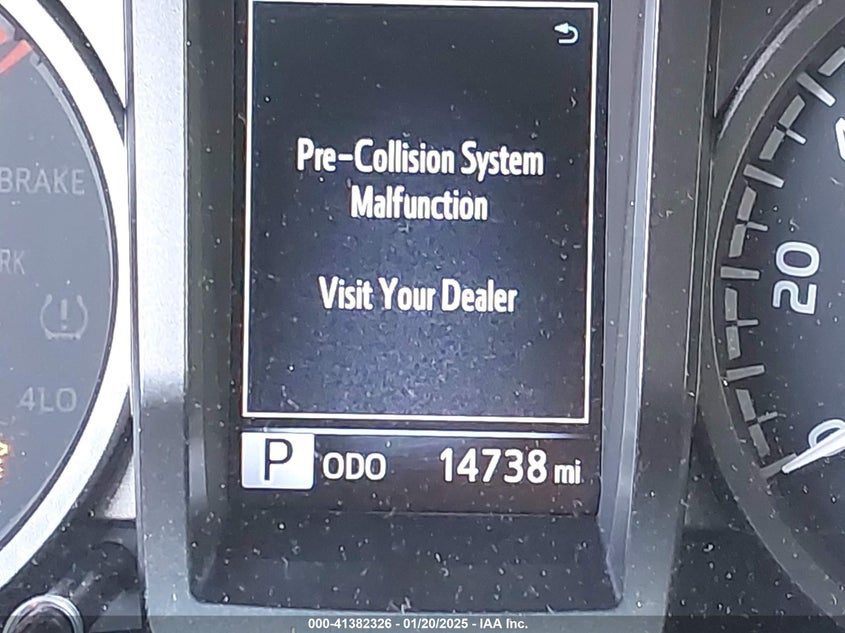 Pre-Collision System
Malfunction
Visit Your Dealer
P ODO 14738 mi
BRAKE
4LO
20
0
000-41382326 - 01/20/2025 - IAA Inc.